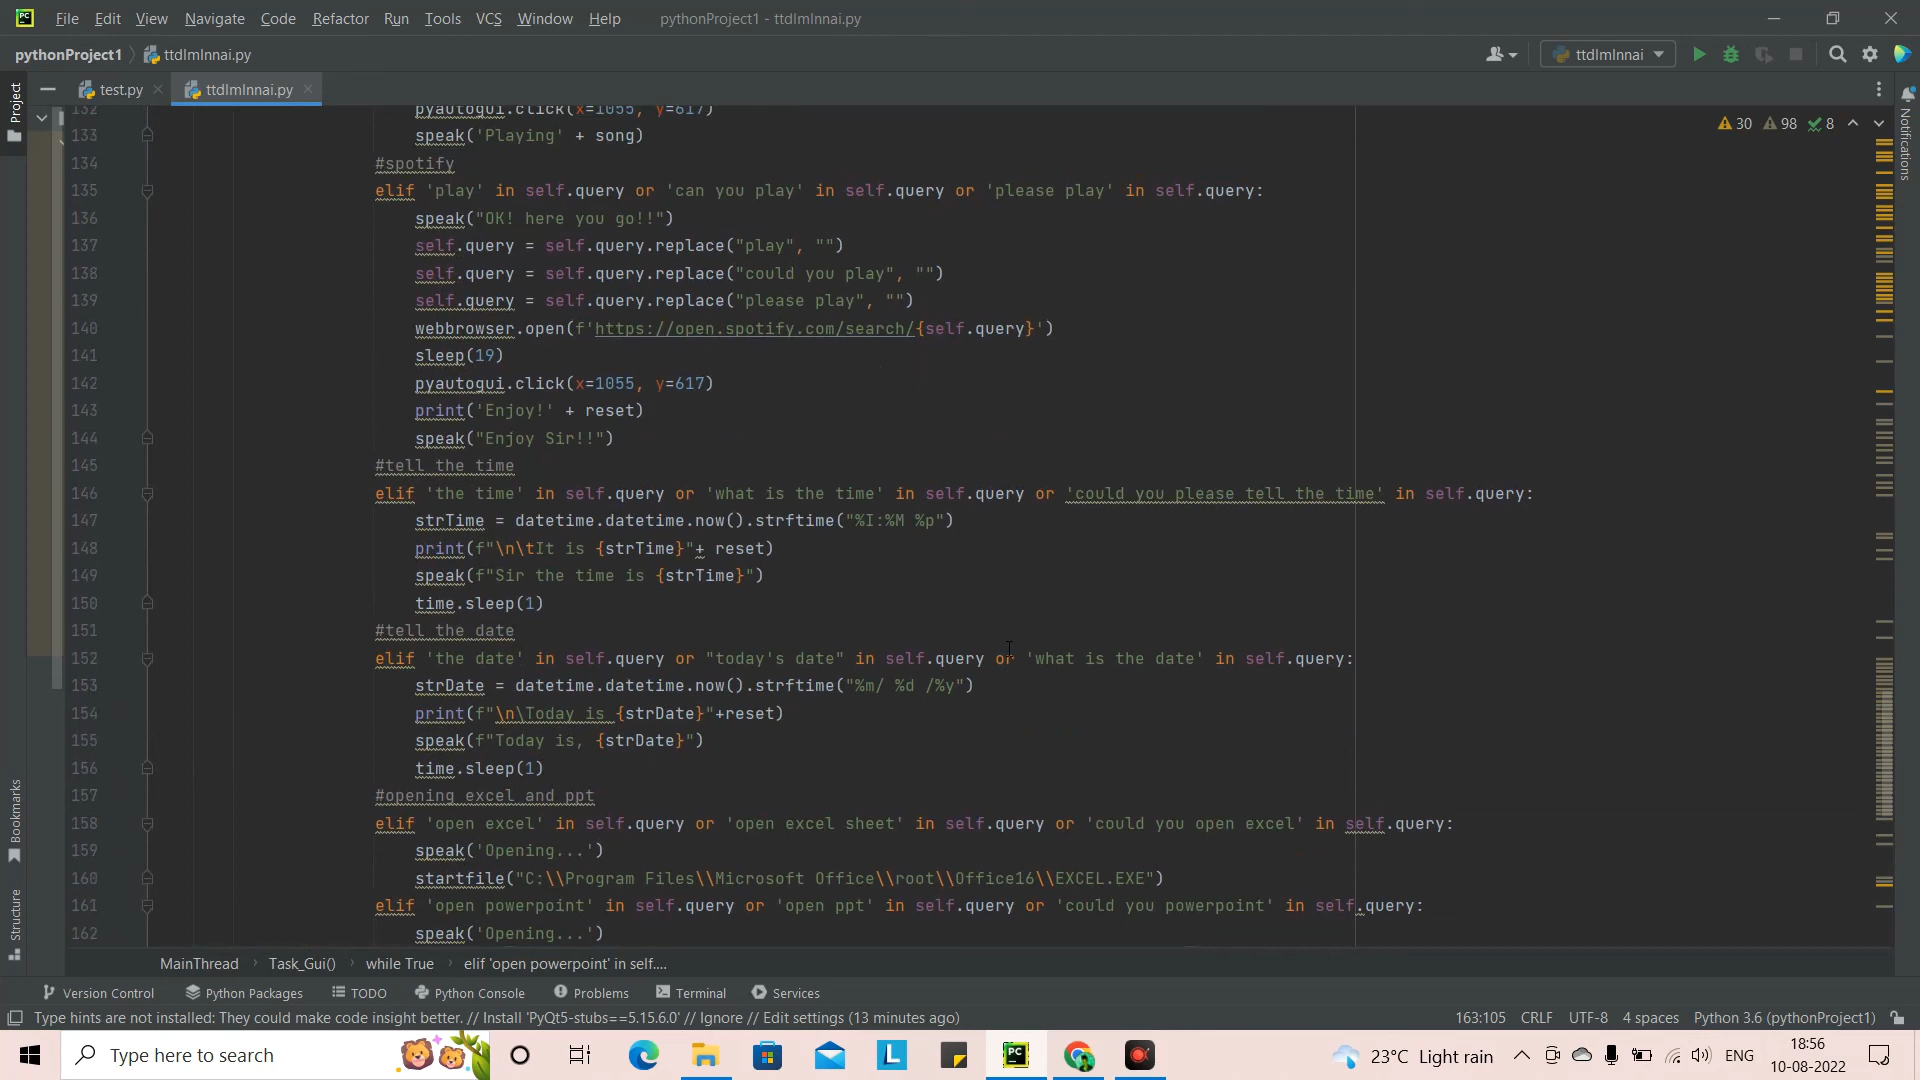 File Edit View Navigate Code Refactor Run Tools VCS Window Help pythonProject1 - ttdlmInnai.py
pythonProject1 ttdlmInnai.py ttdlmInnai
Project test.py ttdlmInnai.py
132 pyautogui.click(x=1055, y=617)
133 speak('Playing' + song)
30 98 8
Notifications
134 #spotify
135 elif 'play' in self.query or 'can you play' in self.query or 'please play' in self.query:
136 speak("OK! here you go!!")
137 self.query = self.query.replace("play", "")
138 self.query = self.query.replace("could you play", "")
139 self.query = self.query.replace("please play", "")
140 webbrowser.open(f'https://open.spotify.com/search/{self.query}')
141 sleep(19)
142 pyautogui.click(x=1055, y=617)
143 print('Enjoy!' + reset)
144 speak("Enjoy Sir!!")
145 #tell the time
146 elif 'the time' in self.query or 'what is the time' in self.query or 'could you please tell the time' in self.query:
147 strTime = datetime.datetime.now().strftime("%I:%M %p")
148 print(f"\n\tIt is {strTime}"+ reset)
149 speak(f"Sir the time is {strTime}")
150 time.sleep(1)
151 #tell the date
152 elif 'the date' in self.query or "today's date" in self.query or 'what is the date' in self.query:
153 strDate = datetime.datetime.now().strftime("%m/ %d /%y")
154 print(f"\n\Today is {strDate}"+reset)
155 speak(f"Today is, {strDate}")
156 time.sleep(1)
157 #opening excel and ppt
158 elif 'open excel' in self.query or 'open excel sheet' in self.query or 'could you open excel' in self.query:
159 speak('Opening...')
160 startfile("C:\\Program Files\\Microsoft Office\\root\\Office16\\EXCEL.EXE")
161 elif 'open powerpoint' in self.query or 'open ppt' in self.query or 'could you powerpoint' in self.query:
162 speak('Opening...')
Bookmarks
Structure
MainThread Task_Gui() while True elif 'open powerpoint' in self....
Version Control Python Packages TODO Python Console Problems Terminal Services
Type hints are not installed: They could make code insight better. // Install 'PyQt5-stubs==5.15.6.0' // Ignore // Edit settings (13 minutes ago) 163:105 CRLF UTF-8 4 spaces Python 3.6 (pythonProject1)
Type here to search 23°C Light rain ENG 18:56
10-08-2022